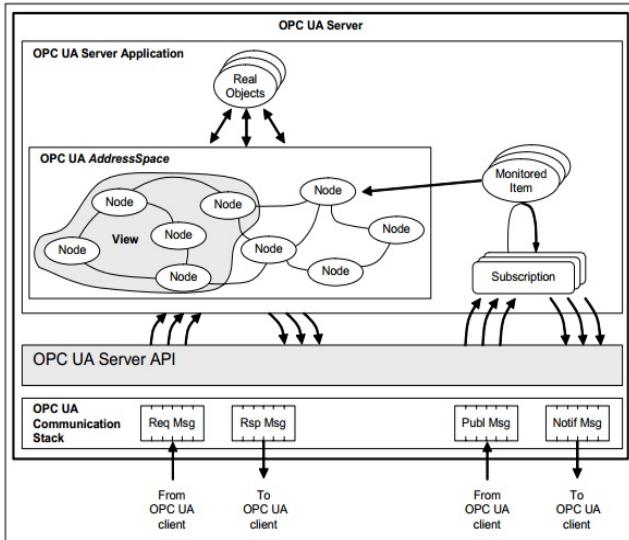 OPC UA Server
OPC UA Server Application
Real
Objects
OPC UA AddressSpace
Monitored
Item
Node
Node
Node
Node
View
Node
Node
Node
Node
Node
Subscription
OPC UA Server API
OPC UA
Communication
Stack
Req Msg
Rsp Msg
Publ Msg
Notif Msg
From
OPC UA
client
To
OPC UA
client
From
OPC UA
client
To
OPC UA
client